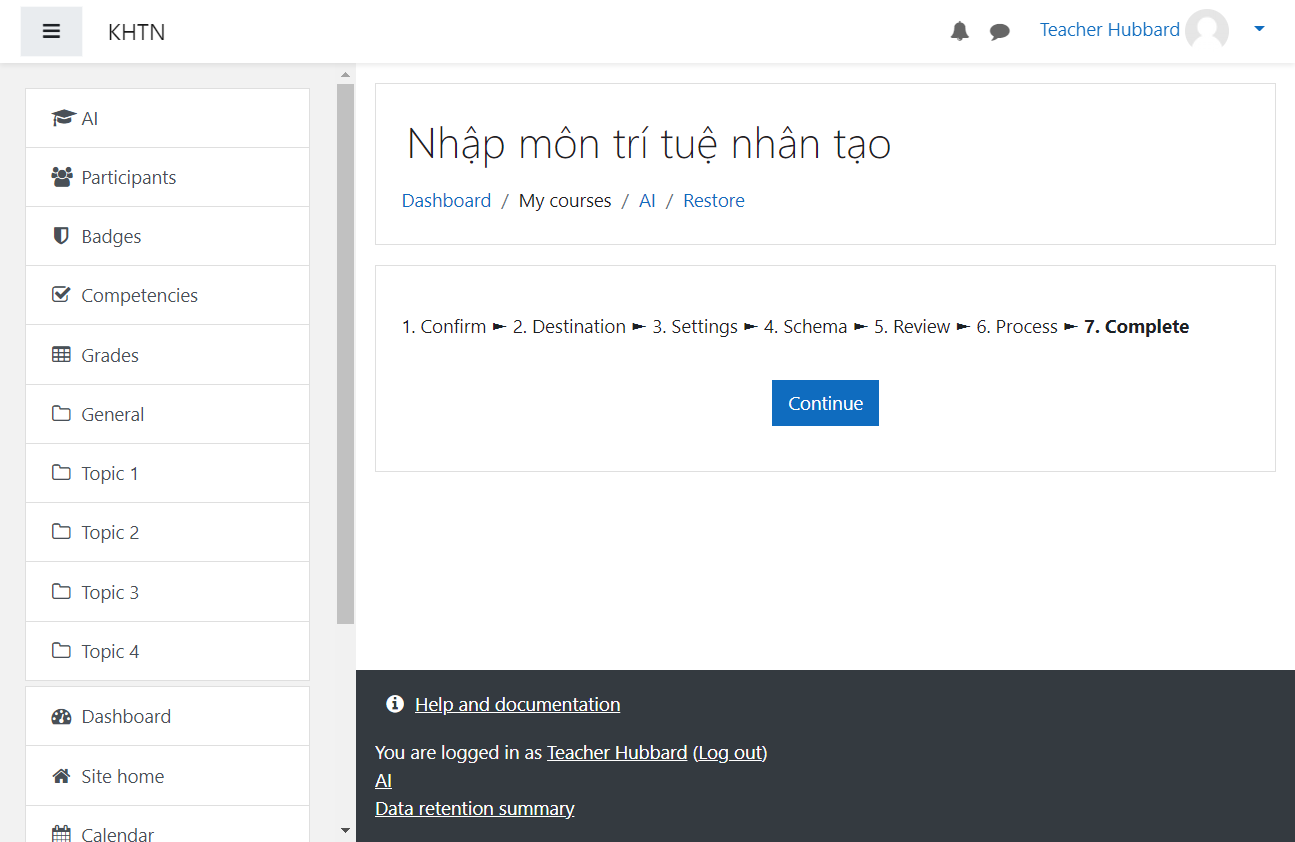 KHTN
Teacher Hubbard
AI
Participants
Badges
Competencies
Grades
General
Topic 1
Topic 2
Topic 3
Topic 4
Dashboard
Site home
Calendar
Nhập môn trí tuệ nhân tạo
Dashboard / My courses / AI / Restore
1. Confirm ► 2. Destination ► 3. Settings ► 4. Schema ► 5. Review ► 6. Process ► 7. Complete
Continue
Help and documentation
You are logged in as Teacher Hubbard (Log out)
AI
Data retention summary